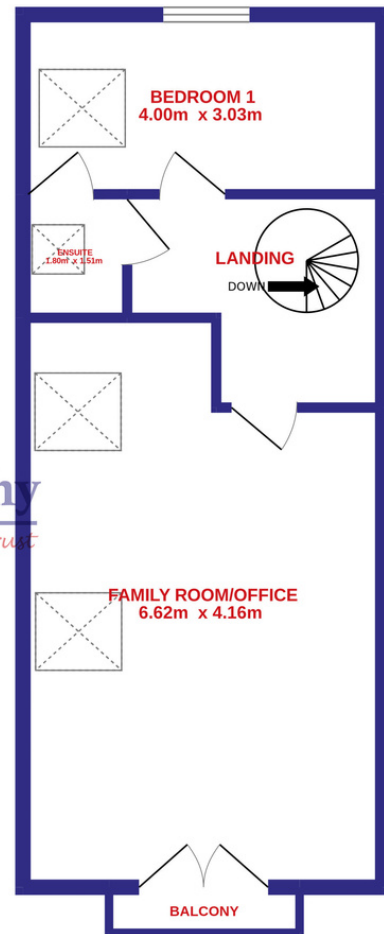 BEDROOM 1
4.00m x 3.03m
ENSUITE
1.80m x 1.51m
LANDING
DOWN
FAMILY ROOM/OFFICE
6.62m x 4.16m
BALCONY